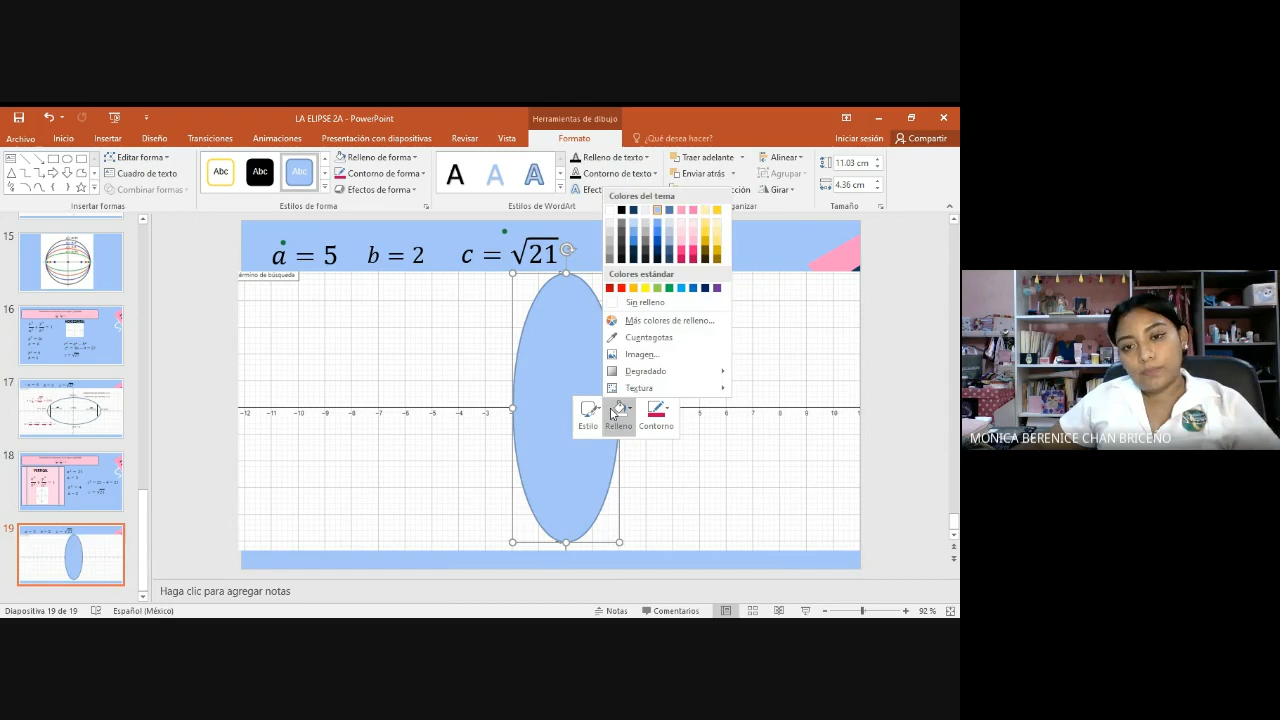 LA ELIPSE 2A - PowerPoint
Herramientas de dibujo
Archivo Inicio Insertar Diseño Transiciones Animaciones Presentación con diapositivas Revisar Vista Formato ¿Qué desea hacer? Iniciar sesión Compartir
Editar forma
Cuadro de texto
Combinar formas
Insertar formas
Abc Abc Abc
Relleno de forma
Contorno de forma
Efectos de forma
Estilos de forma
A A A
Relleno de texto
Contorno de texto
Estilos de WordArt
Traer adelante
Enviar atrás
Alinear
Agrupar
Girar
11.03 cm
4.36 cm
Tamaño
Colores del tema
Colores estándar
Sin relleno
Más colores de relleno...
Cuentagotas
Imagen...
Degradado
Textura
Estilo Relleno Contorno
15
16
17
18
19
a = 5 b = 2 c = √21
érmino de búsqueda
-12 -11 -10 -9 -8 -7 -6 -5 -4 -3 5 6 7 8 9 10 11
Haga clic para agregar notas
Diapositiva 19 de 19 Español (México) Notas Comentarios 92 %
MONICA BERENICE CHAN BRICEÑO